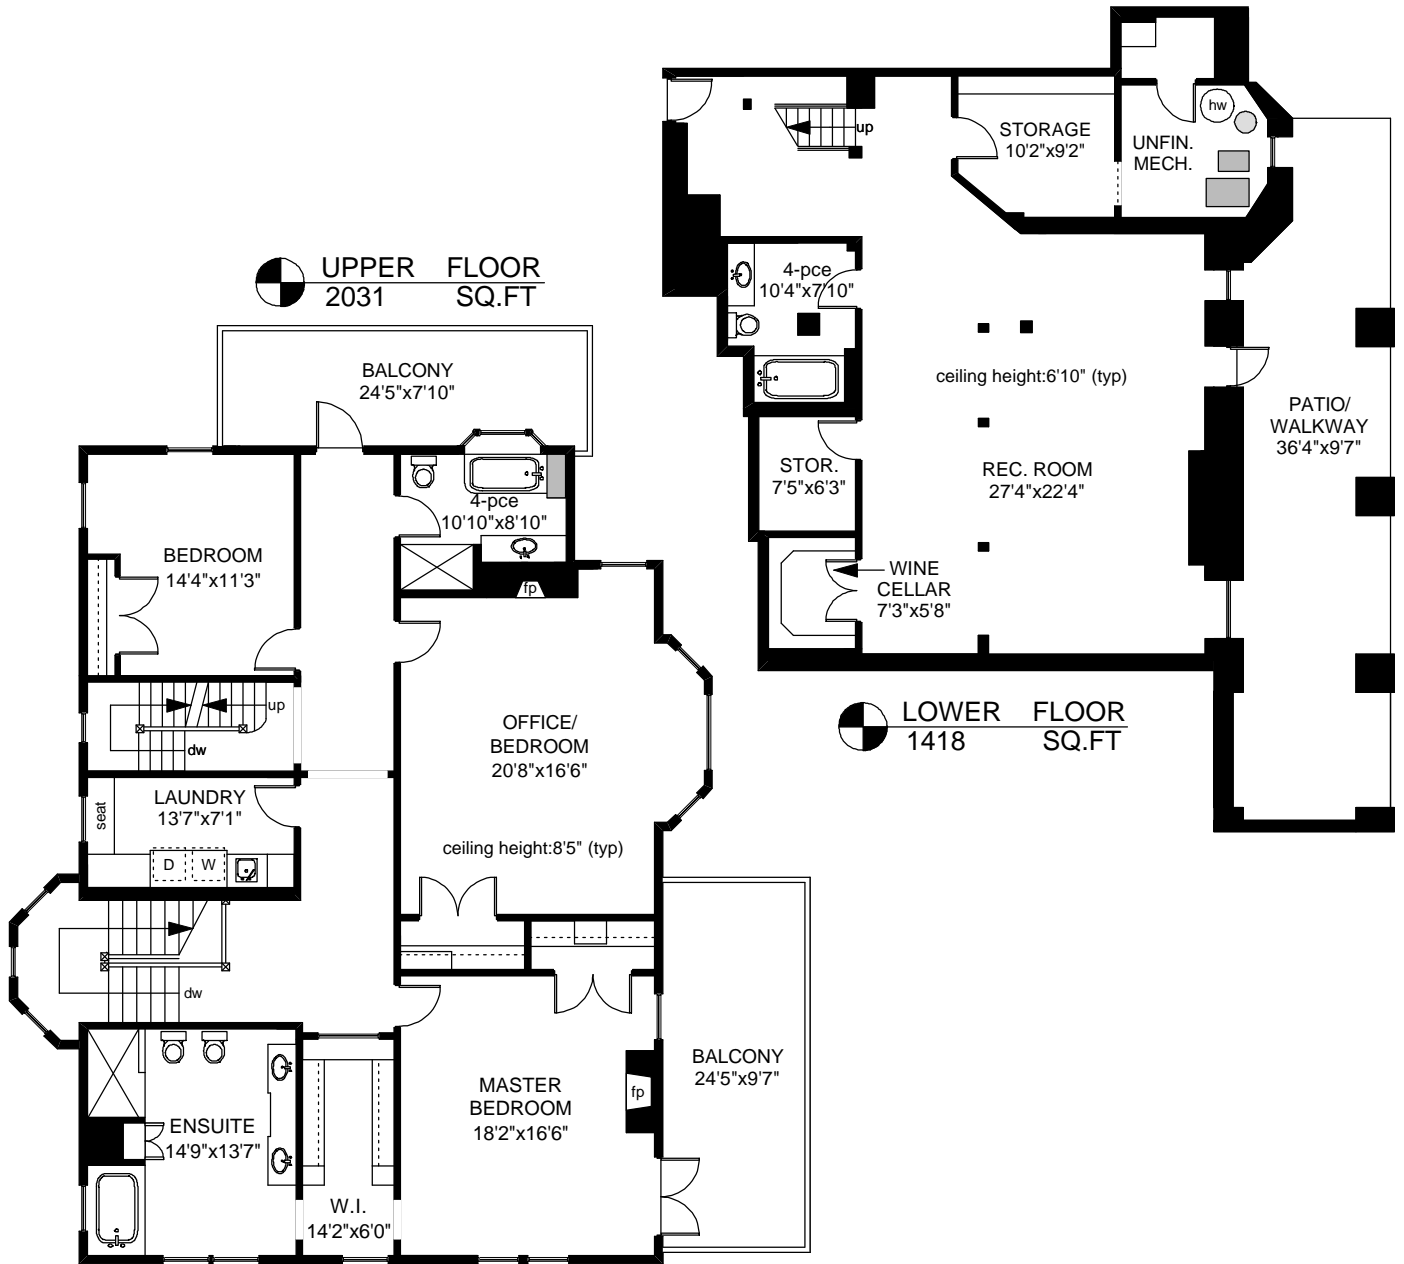 UPPER FLOOR
2031 SQ.FT
BALCONY
24'5"x7'10"
4-pce
10'10"x8'10"
BEDROOM
14'4"x11'3"
fp
up
dw
OFFICE/
BEDROOM
20'8"x16'6"
LAUNDRY
13'7"x7'1"
seat
D W
ceiling height:8'5" (typ)
dw
BALCONY
24'5"x9'7"
MASTER
BEDROOM
18'2"x16'6"
fp
ENSUITE
14'9"x13'7"
W.I.
14'2"x6'0"
up
STORAGE
10'2"x9'2"
hw
UNFIN.
MECH.
4-pce
10'4"x7'10"
ceiling height:6'10" (typ)
PATIO/
WALKWAY
36'4"x9'7"
STOR.
7'5"x6'3"
REC. ROOM
27'4"x22'4"
WINE
CELLAR
7'3"x5'8"
LOWER FLOOR
1418 SQ.FT